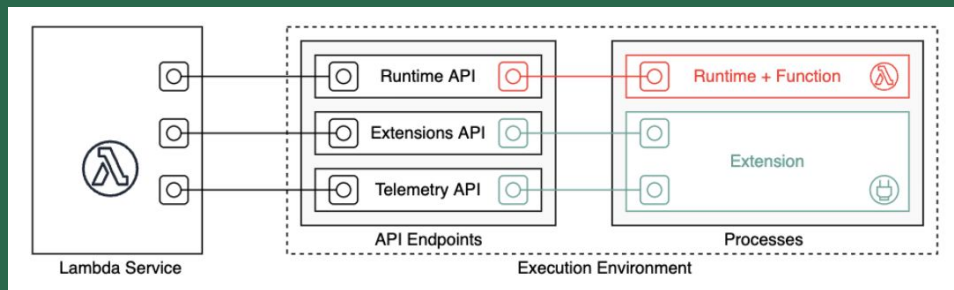 Runtime API
Runtime + Function
Extensions API
Extension
Telemetry API
API Endpoints
Processes
Lambda Service
Execution Environment